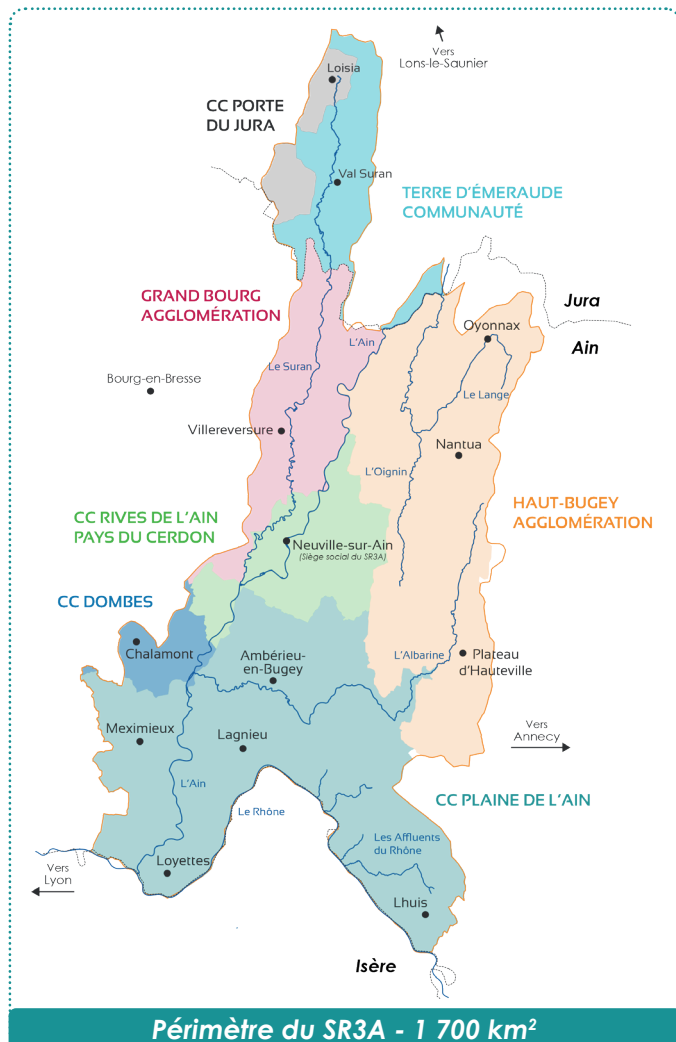 Vers
Lons-le-Saunier
Loisia
CC PORTE
DU JURA
Val Suran
TERRE D'ÉMERAUDE
COMMUNAUTÉ
GRAND BOURG
AGGLOMÉRATION
Jura
Oyonnax
L'Ain
Ain
Le Suran
Bourg-en-Bresse
Le Lange
Villereversure
Nantua
L'Oignin
HAUT-BUGEY
AGGLOMÉRATION
CC RIVES DE L'AIN
PAYS DU CERDON
Neuville-sur-Ain
(Siège social du SR3A)
CC DOMBES
Chalamont
Ambérieu-
en-Bugey
L'Albarine
Plateau
d'Hauteville
Meximieux
Lagnieu
Vers
Annecy
L'Ain
Le Rhône
CC PLAINE DE L'AIN
Les Affluents
du Rhône
Vers
Lyon
Loyettes
Lhuis
Isère
Périmètre du SR3A - 1 700 km²